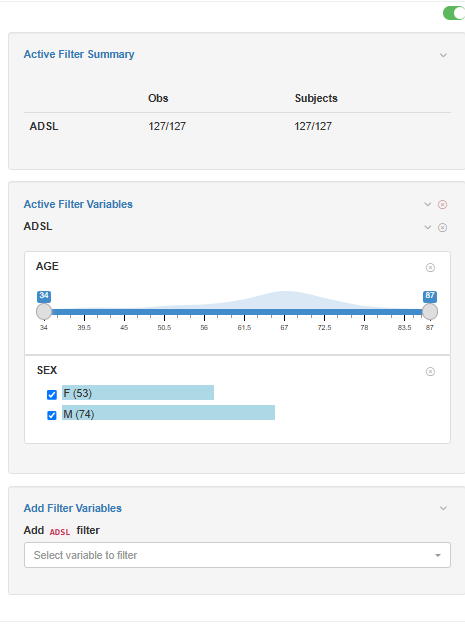 Active Filter Summary
Obs Subjects
ADSL 127/127 127/127
Active Filter Variables
ADSL
AGE
34 87
34 39.5 45 50.5 56 61.5 67 72.5 78 83.5 87
SEX
F (53)
M (74)
Add Filter Variables
Add ADSL filter
Select variable to filter